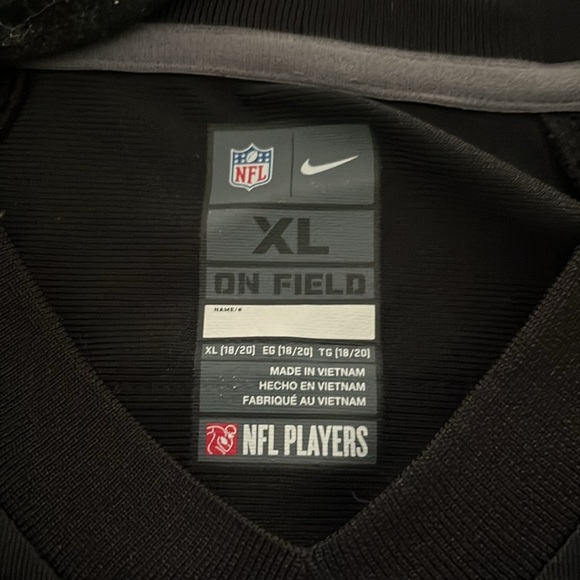 NFL
XL
ON FIELD
NAME/#
XL (18/20) EG (18/20) TG (18/20)
MADE IN VIETNAM
HECHO EN VIETNAM
FABRIQUÉ AU VIETNAM
NFL PLAYERS